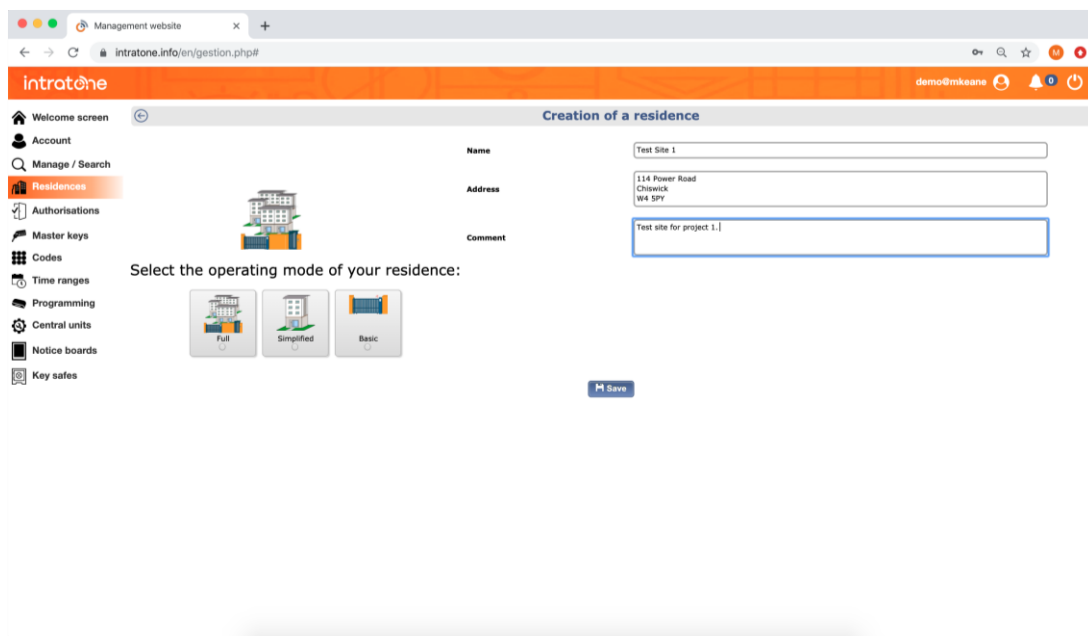 Management website
intratone.info/en/gestion.php#
M
intratone
demo@mkeane
0
Welcome screen
Account
Manage / Search
Residences
Authorisations
Master keys
Codes
Time ranges
Programming
Central units
Notice boards
Key safes
Creation of a residence
Name
Test Site 1
Address
114 Power Road
Chiswick
W4 5PY
Comment
Test site for project 1.
Select the operating mode of your residence:
Full
Simplified
Basic
Save